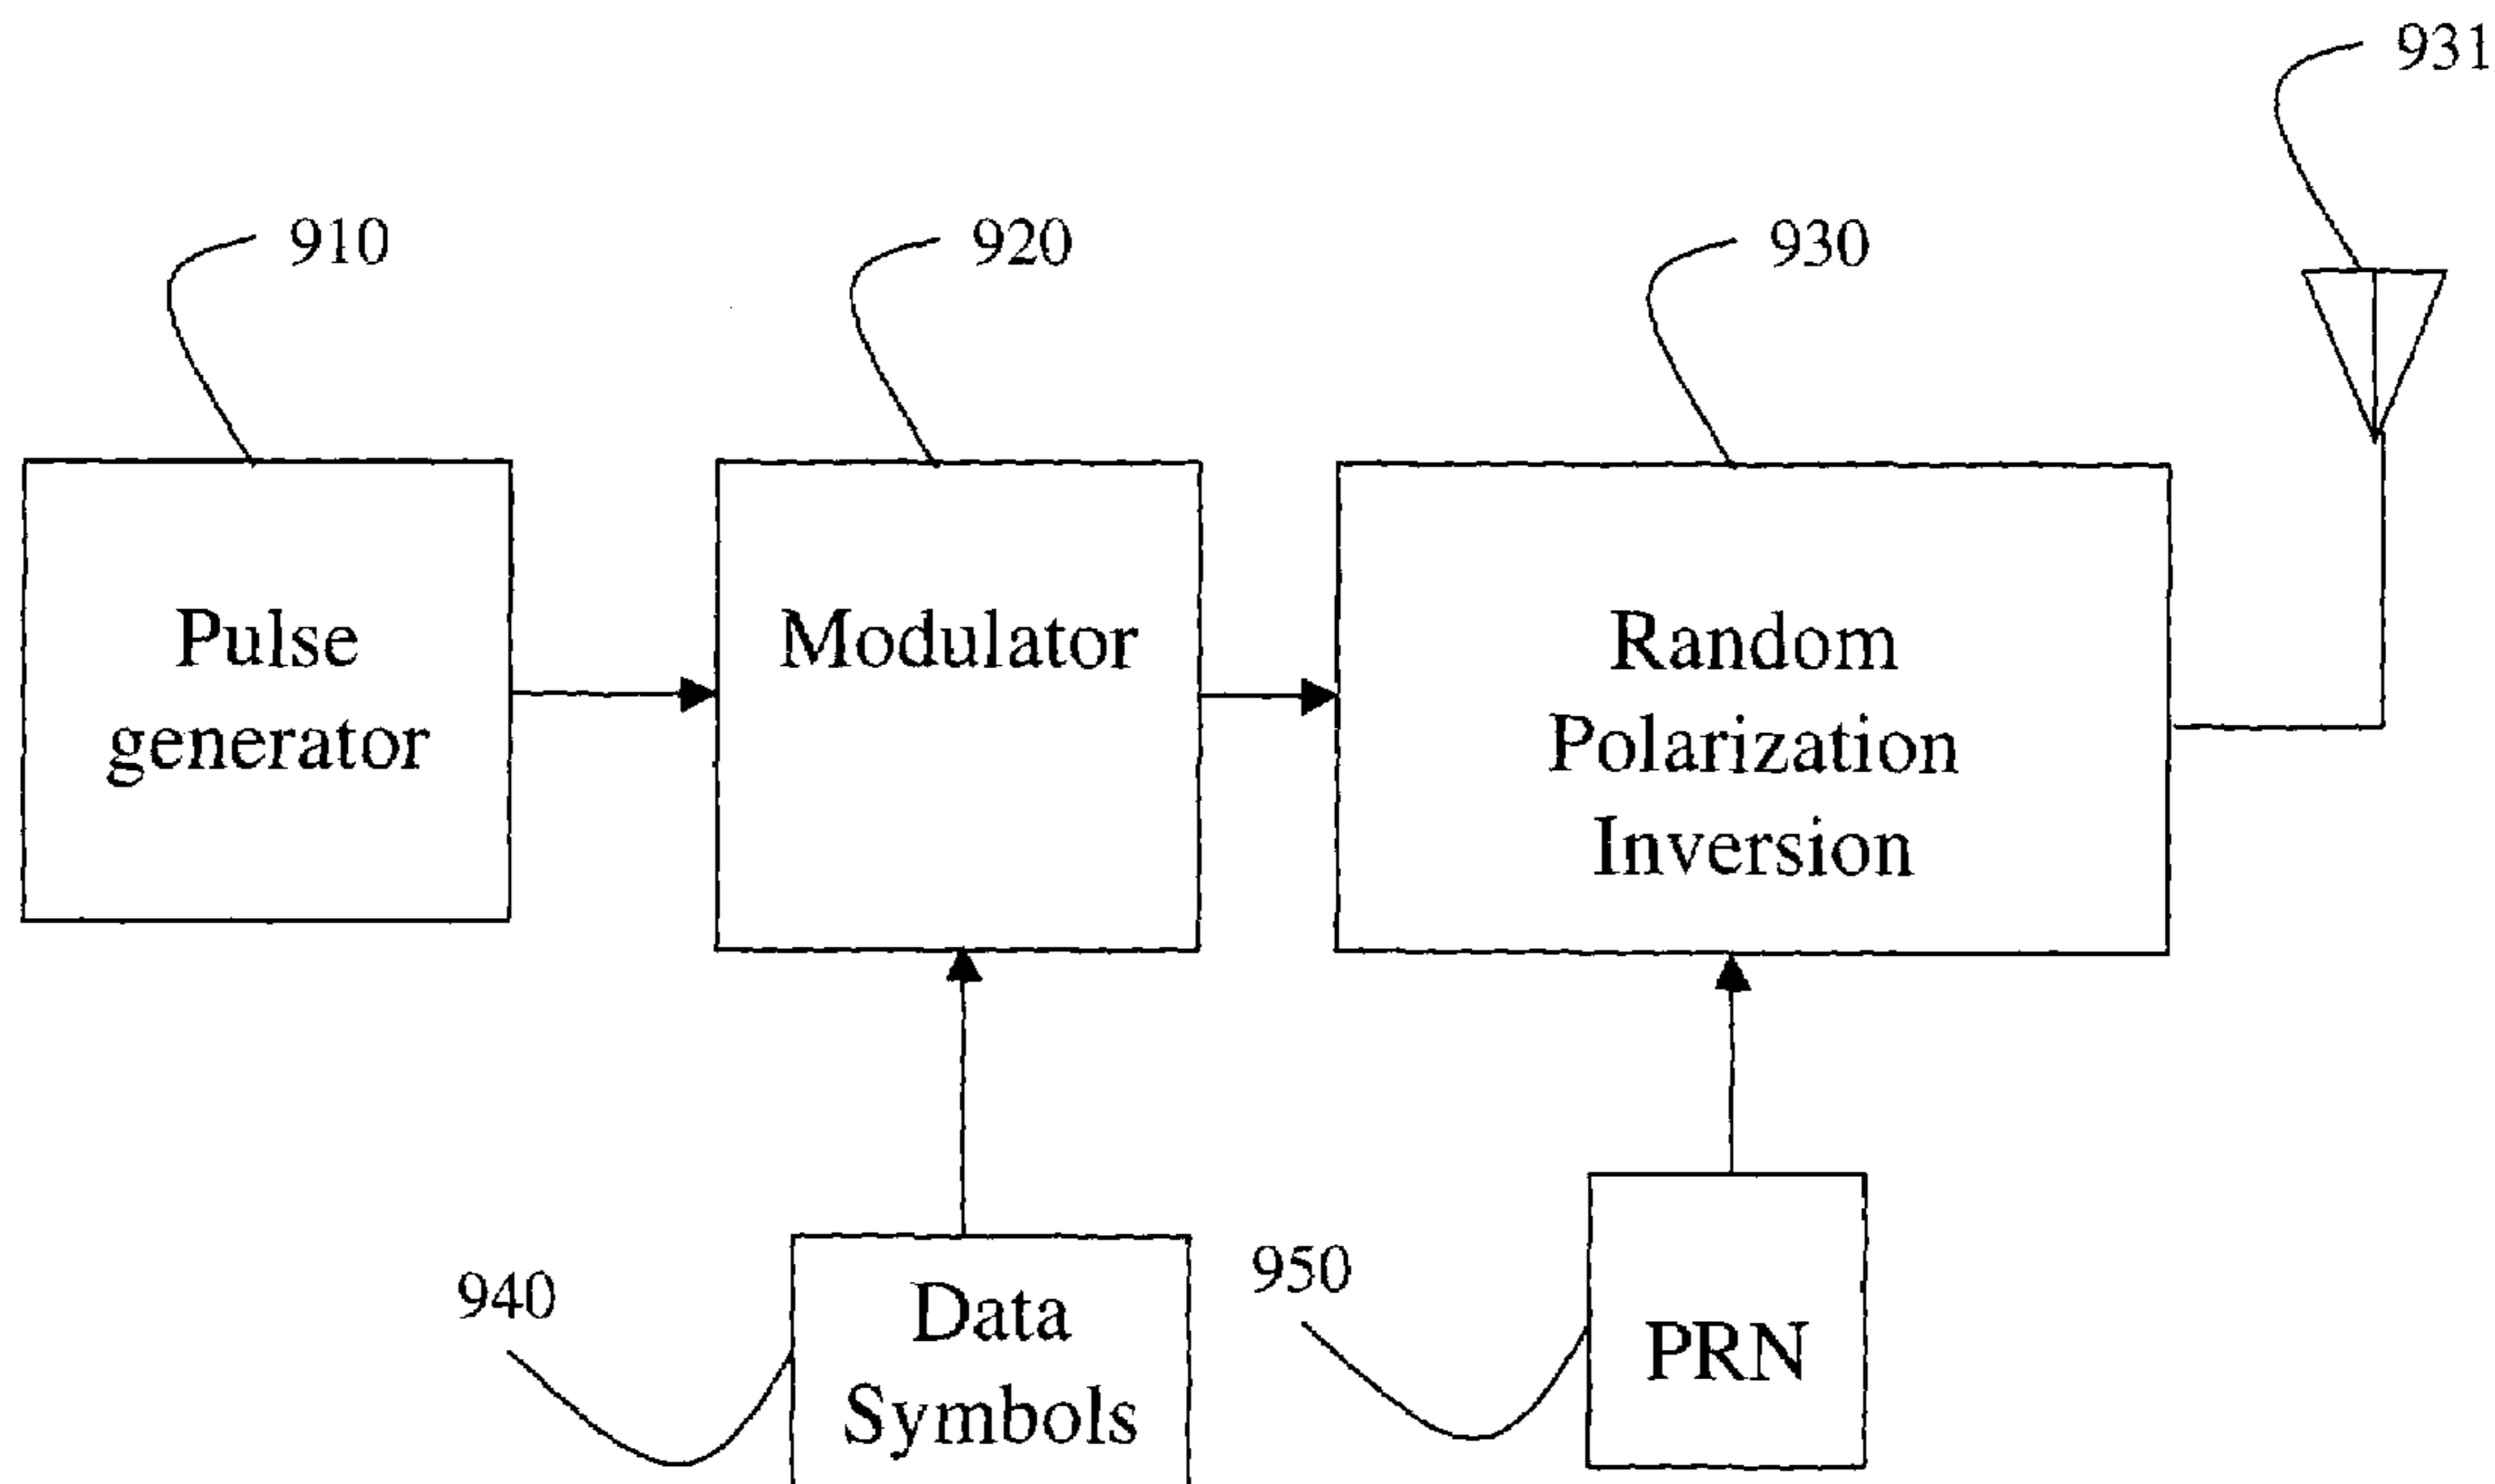 931
910
920
930
Pulse
generator
Modulator
Random
Polarization
Inversion
940
Data
Symbols
950
PRN